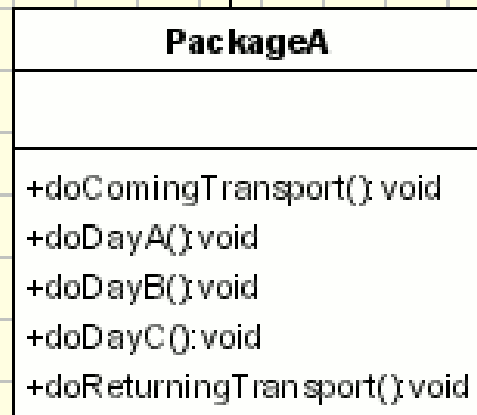 PackageA
+doComingTransport():void
+doDayA():void
+doDayB():void
+doDayC():void
+doReturningTransport():void